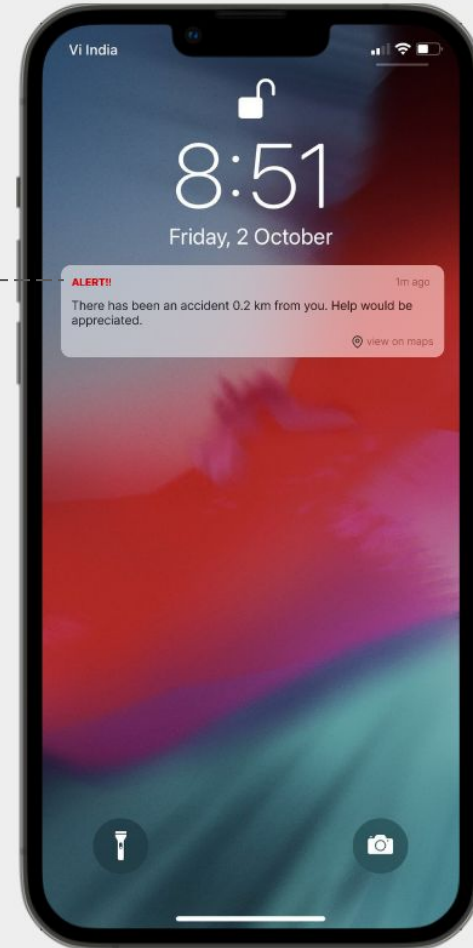 Vi India
8:51
Friday, 2 October
ALERT!! 1m ago
There has been an accident 0.2 km from you. Help would be
appreciated.
view on maps